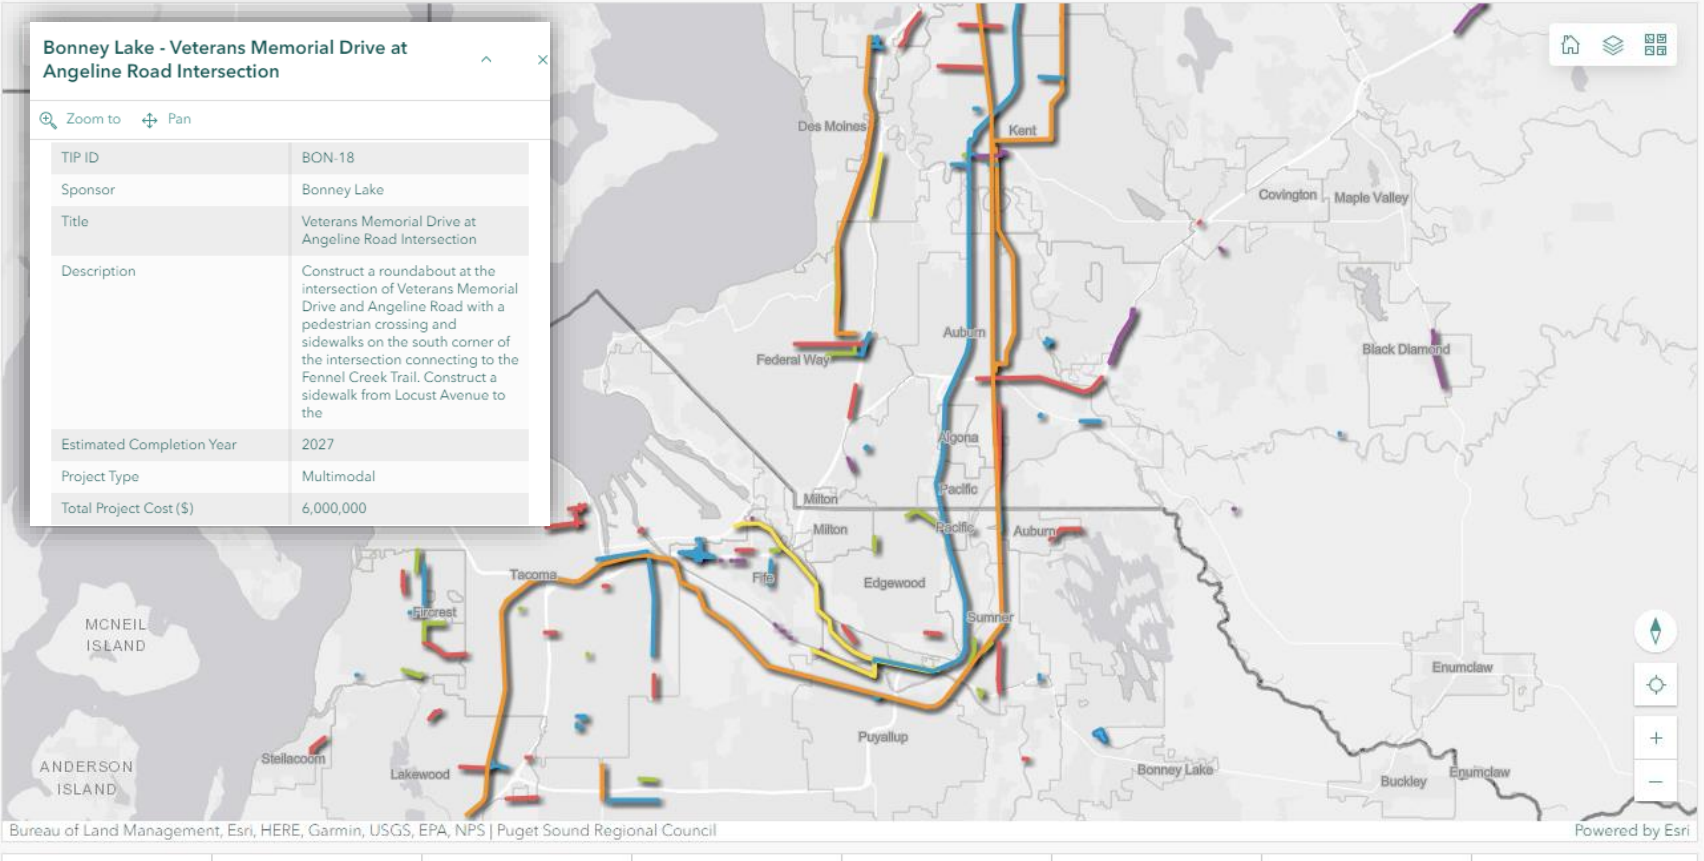 Bonney Lake - Veterans Memorial Drive at
Angeline Road Intersection
Zoom to
Pan
TIP ID BON-18
Sponsor Bonney Lake
Title Veterans Memorial Drive at
Angeline Road Intersection
Description Construct a roundabout at the
intersection of Veterans Memorial
Drive and Angeline Road with a
pedestrian crossing and
sidewalks on the south corner of
the intersection connecting to the
Fennel Creek Trail. Construct a
sidewalk from Locust Avenue to
the
Estimated Completion Year 2027
Project Type Multimodal
Total Project Cost ($) 6,000,000
Des Moines
Kent
Covington
Maple Valley
Auburn
Federal Way
Black Diamond
Algona
Pacific
Milton
Milton
Pacific
Auburn
Tacoma
Fife
Edgewood
Fircrest
Sumner
MCNEIL
ISLAND
Enumclaw
Puyallup
Steilacoom
Lakewood
Bonney Lake
Buckley
Enumclaw
ANDERSON
ISLAND
Bureau of Land Management, Esri, HERE, Garmin, USGS, EPA, NPS | Puget Sound Regional Council
Powered by Esri